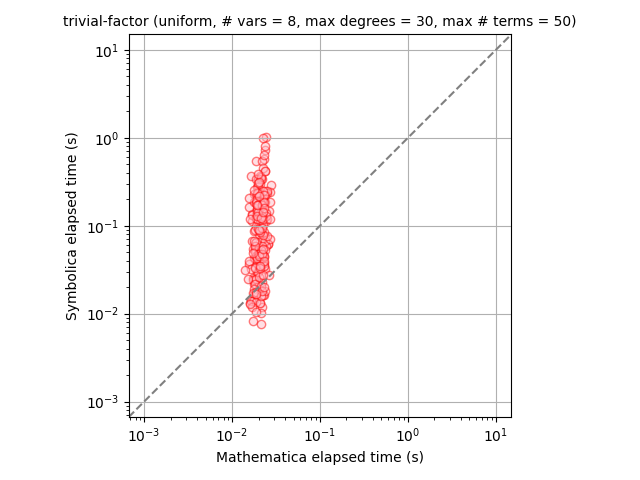 trivial-factor (uniform, # vars = 8, max degrees = 30, max # terms = 50)
Symbolica elapsed time (s)
10¹
10⁰
10⁻¹
10⁻²
10⁻³
10⁻³ 10⁻² 10⁻¹ 10⁰ 10¹
Mathematica elapsed time (s)